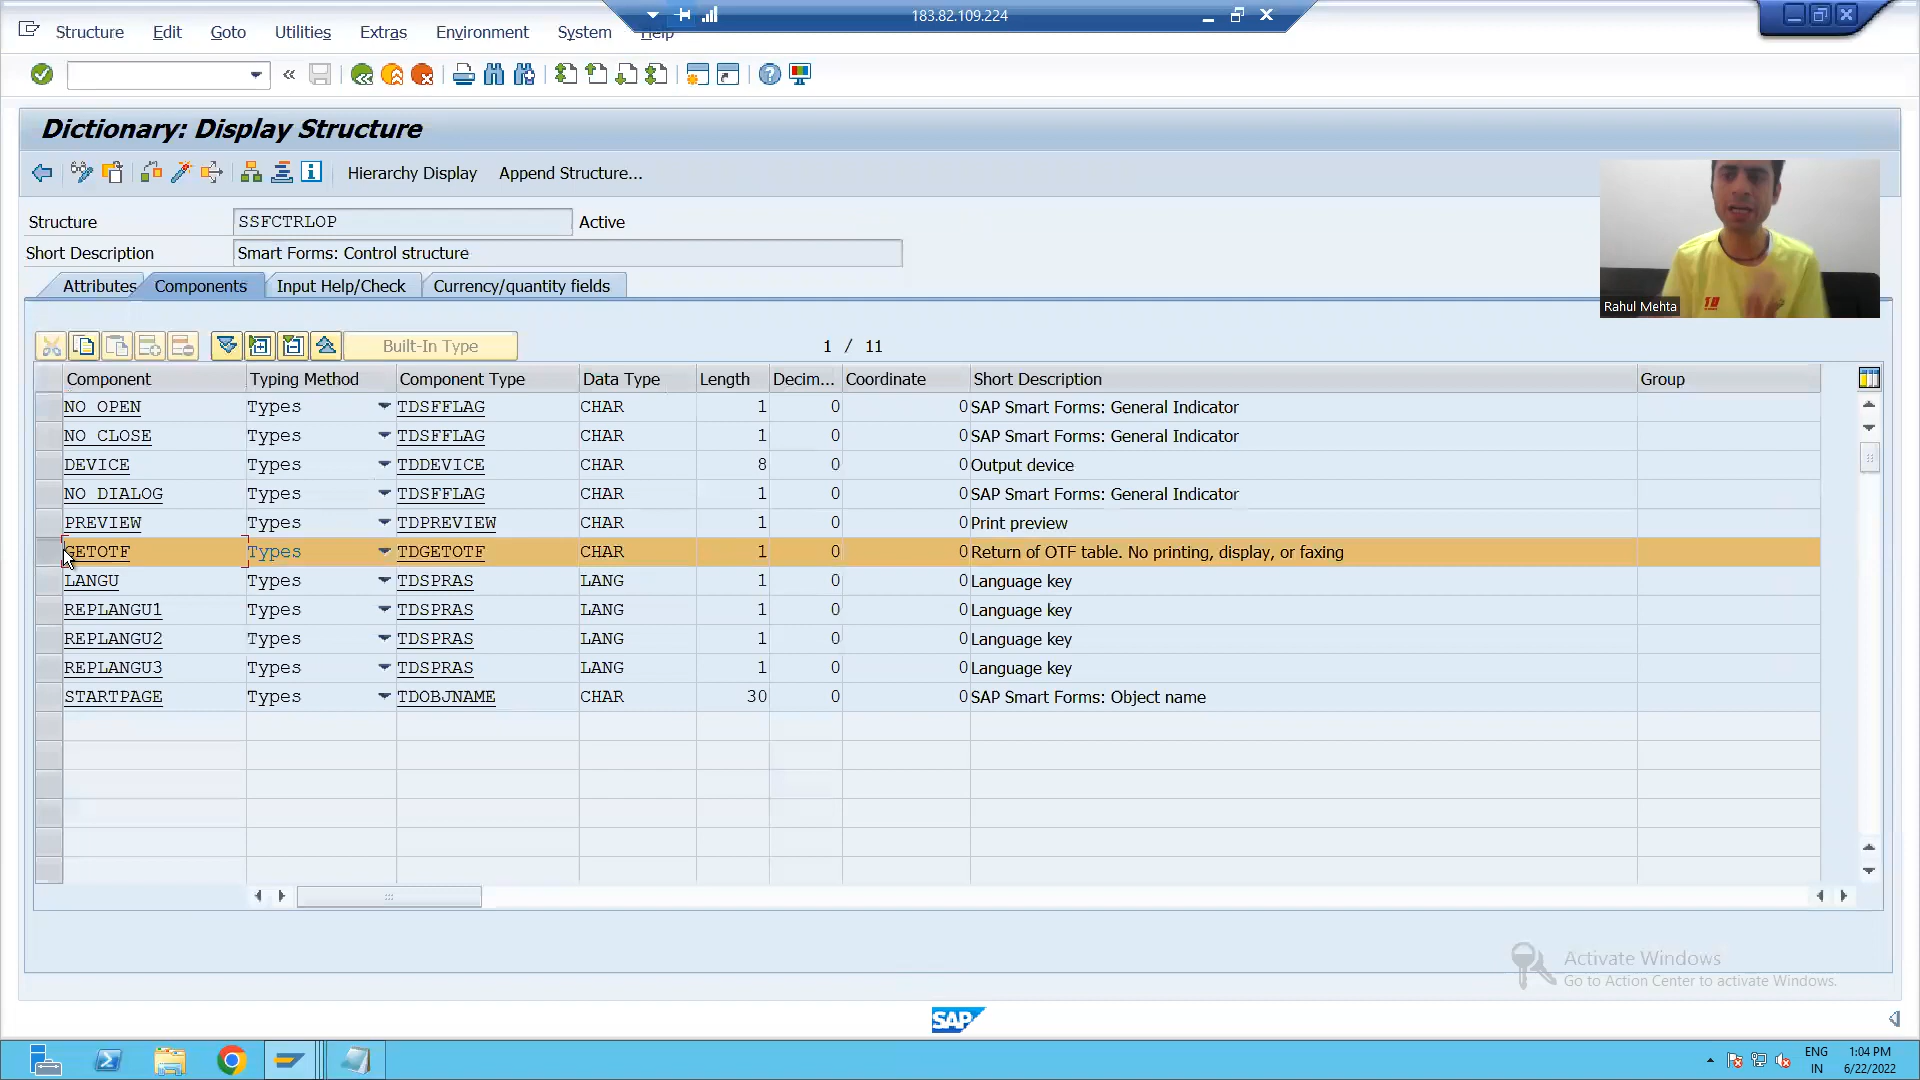 183.82.109.224
Structure Edit Goto Utilities Extras Environment System Help
Dictionary: Display Structure
Hierarchy Display Append Structure...
Structure SSFCTRLOP Active
Short Description Smart Forms: Control structure
Attributes Components Input Help/Check Currency/quantity fields
Built-In Type 1 / 11
Component Typing Method Component Type Data Type Length Decim... Coordinate Short Description Group
NO_OPEN Types TDSFFLAG CHAR 1 0 0 SAP Smart Forms: General Indicator
NO_CLOSE Types TDSFFLAG CHAR 1 0 0 SAP Smart Forms: General Indicator
DEVICE Types TDDEVICE CHAR 8 0 0 Output device
NO_DIALOG Types TDSFFLAG CHAR 1 0 0 SAP Smart Forms: General Indicator
PREVIEW Types TDPREVIEW CHAR 1 0 0 Print preview
GETOTF Types TDGETOTF CHAR 1 0 0 Return of OTF table. No printing, display, or faxing
LANGU Types TDSPRAS LANG 1 0 0 Language key
REPLANGU1 Types TDSPRAS LANG 1 0 0 Language key
REPLANGU2 Types TDSPRAS LANG 1 0 0 Language key
REPLANGU3 Types TDSPRAS LANG 1 0 0 Language key
STARTPAGE Types TDOBJNAME CHAR 30 0 0 SAP Smart Forms: Object name
Rahul Mehta
Activate Windows
Go to Action Center to activate Windows.
SAP
ENG 1:04 PM
IN 6/22/2022